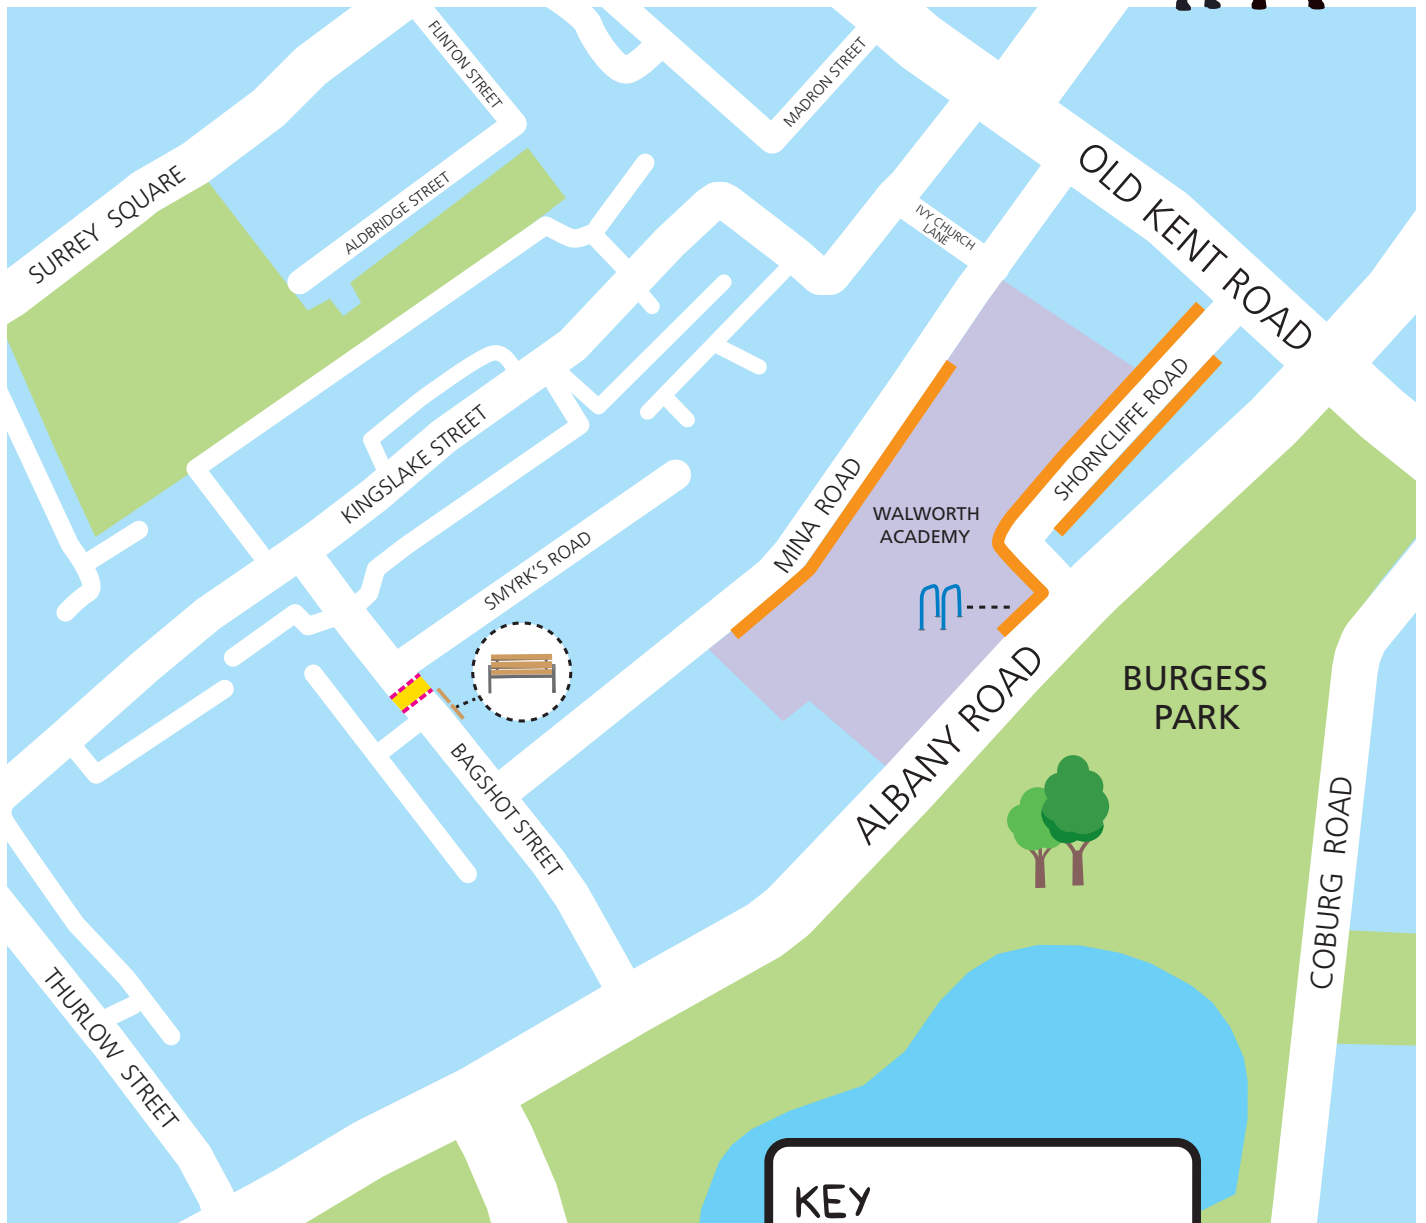 FLINTON STREET
MADRON STREET
SURREY SQUARE
ALDBRIDGE STREET
OLD KENT ROAD
IVY CHURCH
LANE
KINGSLAKE STREET
SHORNCLIFFE ROAD
MINA ROAD
WALWORTH
ACADEMY
SMYRK'S ROAD
BURGESS
PARK
ALBANY ROAD
BAGSHOT STREET
COBURG ROAD
THURLOW STREET
KEY